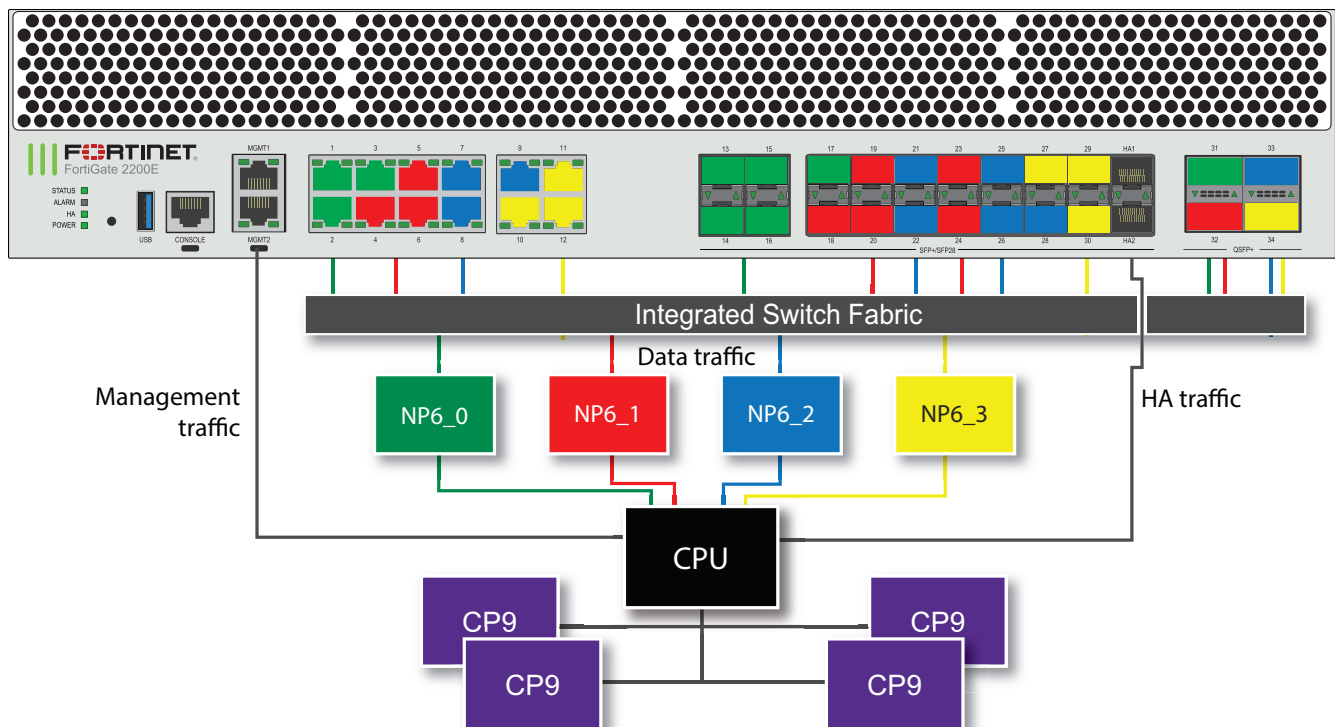 MGMT1 1 3 5 7 9 11 13 15 17 19 21 23 25 27 29 HA1 31 33
FORTINET
FortiGate 2200E
STATUS
ALARM
HA
POWER
USB CONSOLE MGMT2 2 4 6 8 10 12 14 16 18 20 22 24 26 28 30 HA2 32 34
SFP+/SFP28 QSFP+
Integrated Switch Fabric
Data traffic
Management
traffic
HA traffic
NP6_0 NP6_1 NP6_2 NP6_3
CPU
CP9 CP9
CP9 CP9